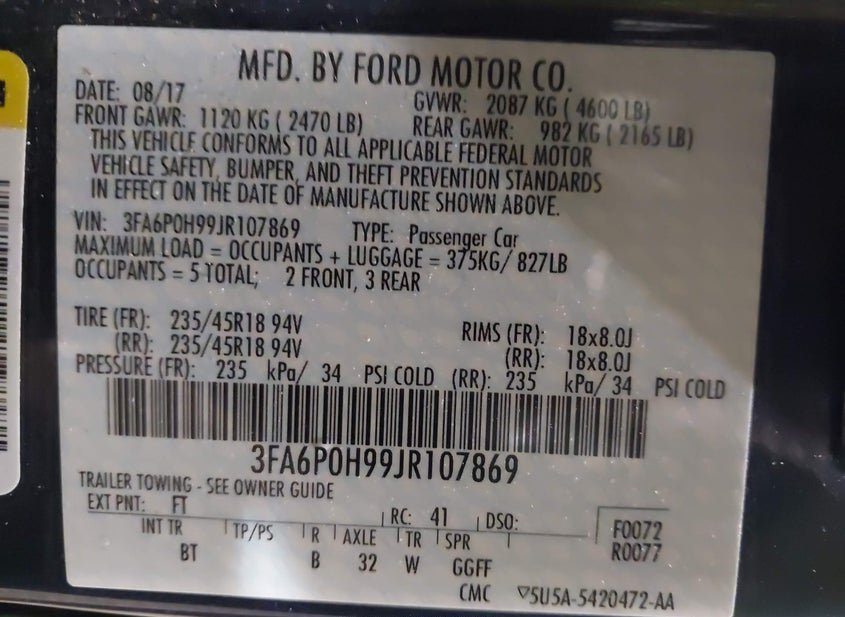 MFD. BY FORD MOTOR CO.
DATE: 08/17 GVWR: 2087 KG ( 4600 LB)
FRONT GAWR: 1120 KG ( 2470 LB) REAR GAWR: 982 KG ( 2165 LB)
THIS VEHICLE CONFORMS TO ALL APPLICABLE FEDERAL MOTOR
VEHICLE SAFETY, BUMPER, AND THEFT PREVENTION STANDARDS
IN EFFECT ON THE DATE OF MANUFACTURE SHOWN ABOVE.
VIN: 3FA6P0H99JR107869 TYPE: Passenger Car
MAXIMUM LOAD = OCCUPANTS + LUGGAGE = 375KG/ 827LB
OCCUPANTS = 5 TOTAL; 2 FRONT, 3 REAR
TIRE (FR): 235/45R18 94V RIMS (FR): 18x8.0J
(RR): 235/45R18 94V (RR): 18x8.0J
PRESSURE (FR): 235 kPa/ 34 PSI COLD (RR): 235 kPa/ 34 PSI COLD
3FA6P0H99JR107869
TRAILER TOWING - SEE OWNER GUIDE
EXT PNT: FT RC: 41 DSO:
INT TR TP/PS R AXLE TR SPR F0072
BT B 32 W GGFF R0077
CMC ▽5U5A-5420472-AA